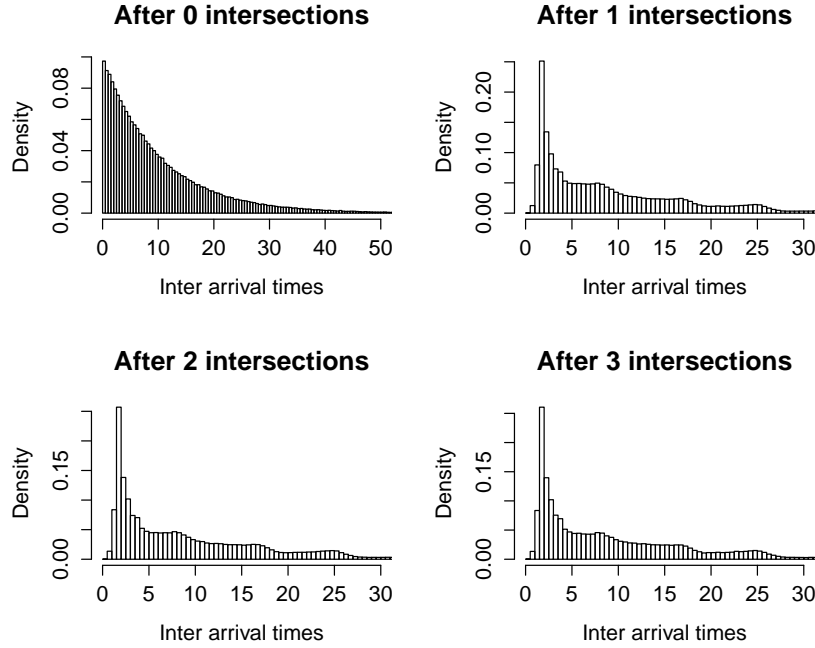 After 0 intersections
Density
0.00 0.04 0.08
0 10 20 30 40 50
Inter arrival times
After 1 intersections
Density
0.00 0.10 0.20
0 5 10 15 20 25 30
Inter arrival times
After 2 intersections
Density
0.00 0.15
0 5 10 15 20 25 30
Inter arrival times
After 3 intersections
Density
0.00 0.15
0 5 10 15 20 25 30
Inter arrival times